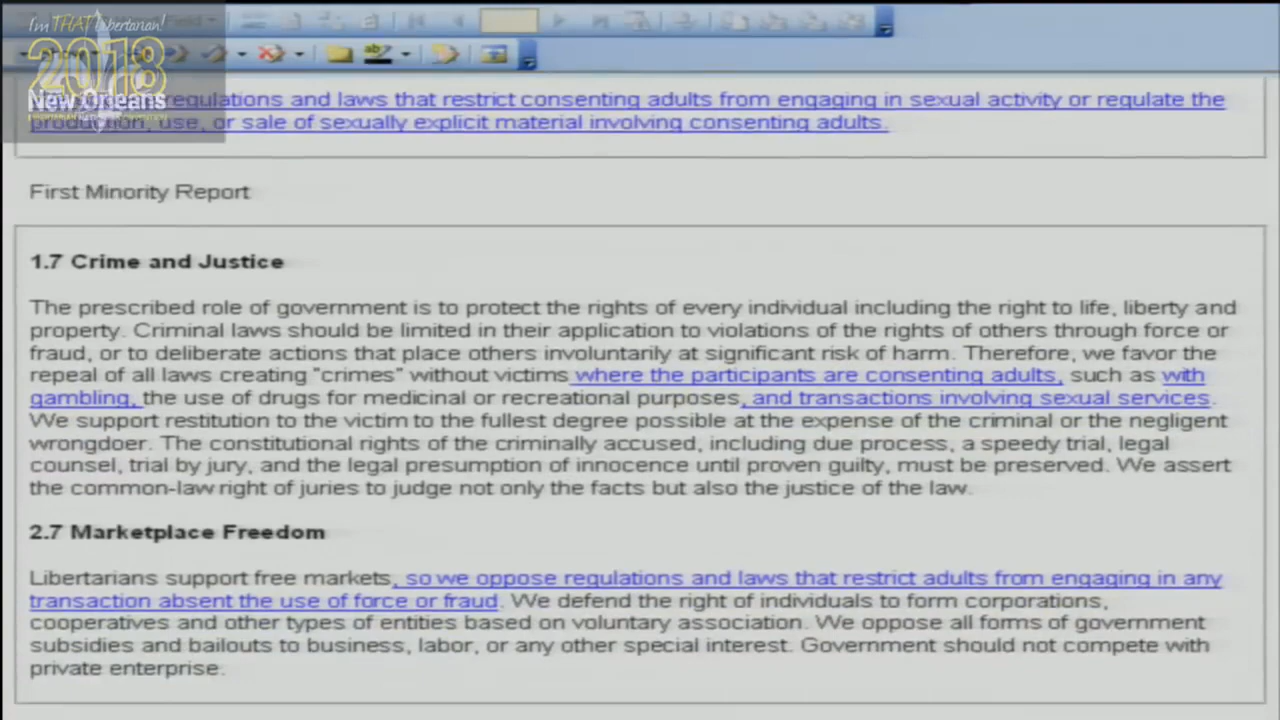 I'm THAT Libertarian!
2018
New Orleans
regulations and laws that restrict consenting adults from engaging in sexual activity or regulate the
production, use, or sale of sexually explicit material involving consenting adults.
First Minority Report
1.7 Crime and Justice
The prescribed role of government is to protect the rights of every individual including the right to life, liberty and
property. Criminal laws should be limited in their application to violations of the rights of others through force or
fraud, or to deliberate actions that place others involuntarily at significant risk of harm. Therefore, we favor the
repeal of all laws creating "crimes" without victims where the participants are consenting adults, such as with
gambling, the use of drugs for medicinal or recreational purposes, and transactions involving sexual services.
We support restitution to the victim to the fullest degree possible at the expense of the criminal or the negligent
wrongdoer. The constitutional rights of the criminally accused, including due process, a speedy trial, legal
counsel, trial by jury, and the legal presumption of innocence until proven guilty, must be preserved. We assert
the common-law right of juries to judge not only the facts but also the justice of the law.
2.7 Marketplace Freedom
Libertarians support free markets, so we oppose regulations and laws that restrict adults from engaging in any
transaction absent the use of force or fraud. We defend the right of individuals to form corporations,
cooperatives and other types of entities based on voluntary association. We oppose all forms of government
subsidies and bailouts to business, labor, or any other special interest. Government should not compete with
private enterprise.